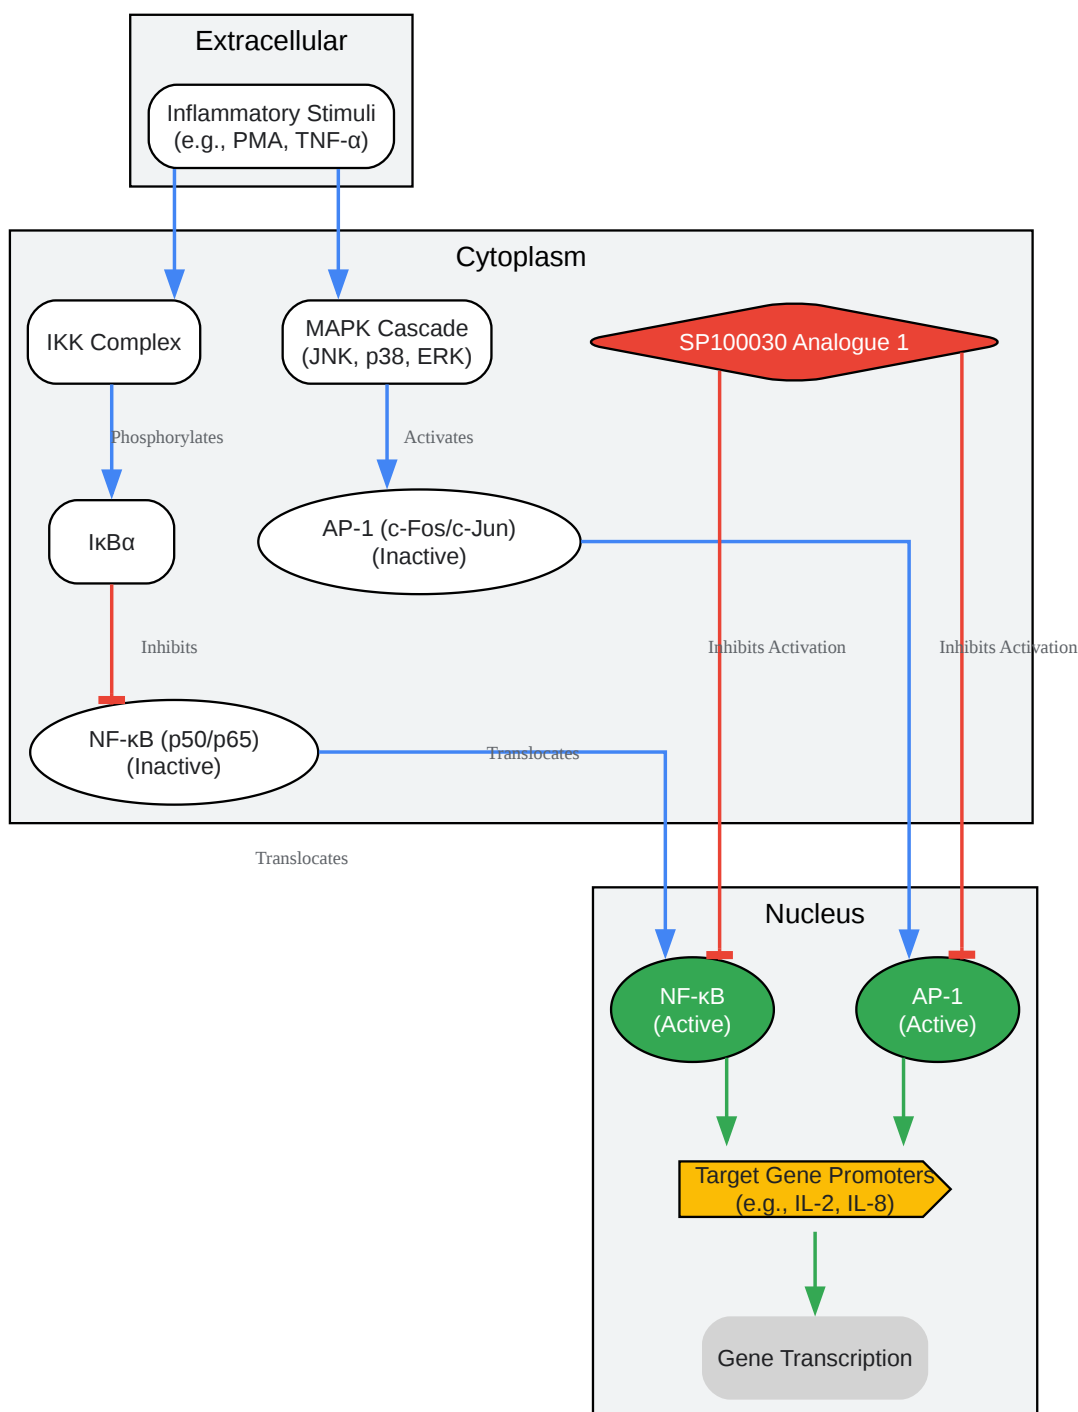 Extracellular
Inflammatory Stimuli
(e.g., PMA, TNF-α)
Cytoplasm
IKK Complex
MAPK Cascade
(JNK, p38, ERK)
SP100030 Analogue 1
Phosphorylates
Activates
IκBα
AP-1 (c-Fos/c-Jun)
(Inactive)
Inhibits
Inhibits Activation
Inhibits Activation
NF-κB (p50/p65)
(Inactive)
Translocates
Translocates
Nucleus
NF-κB
(Active)
AP-1
(Active)
Target Gene Promoters
(e.g., IL-2, IL-8)
Gene Transcription